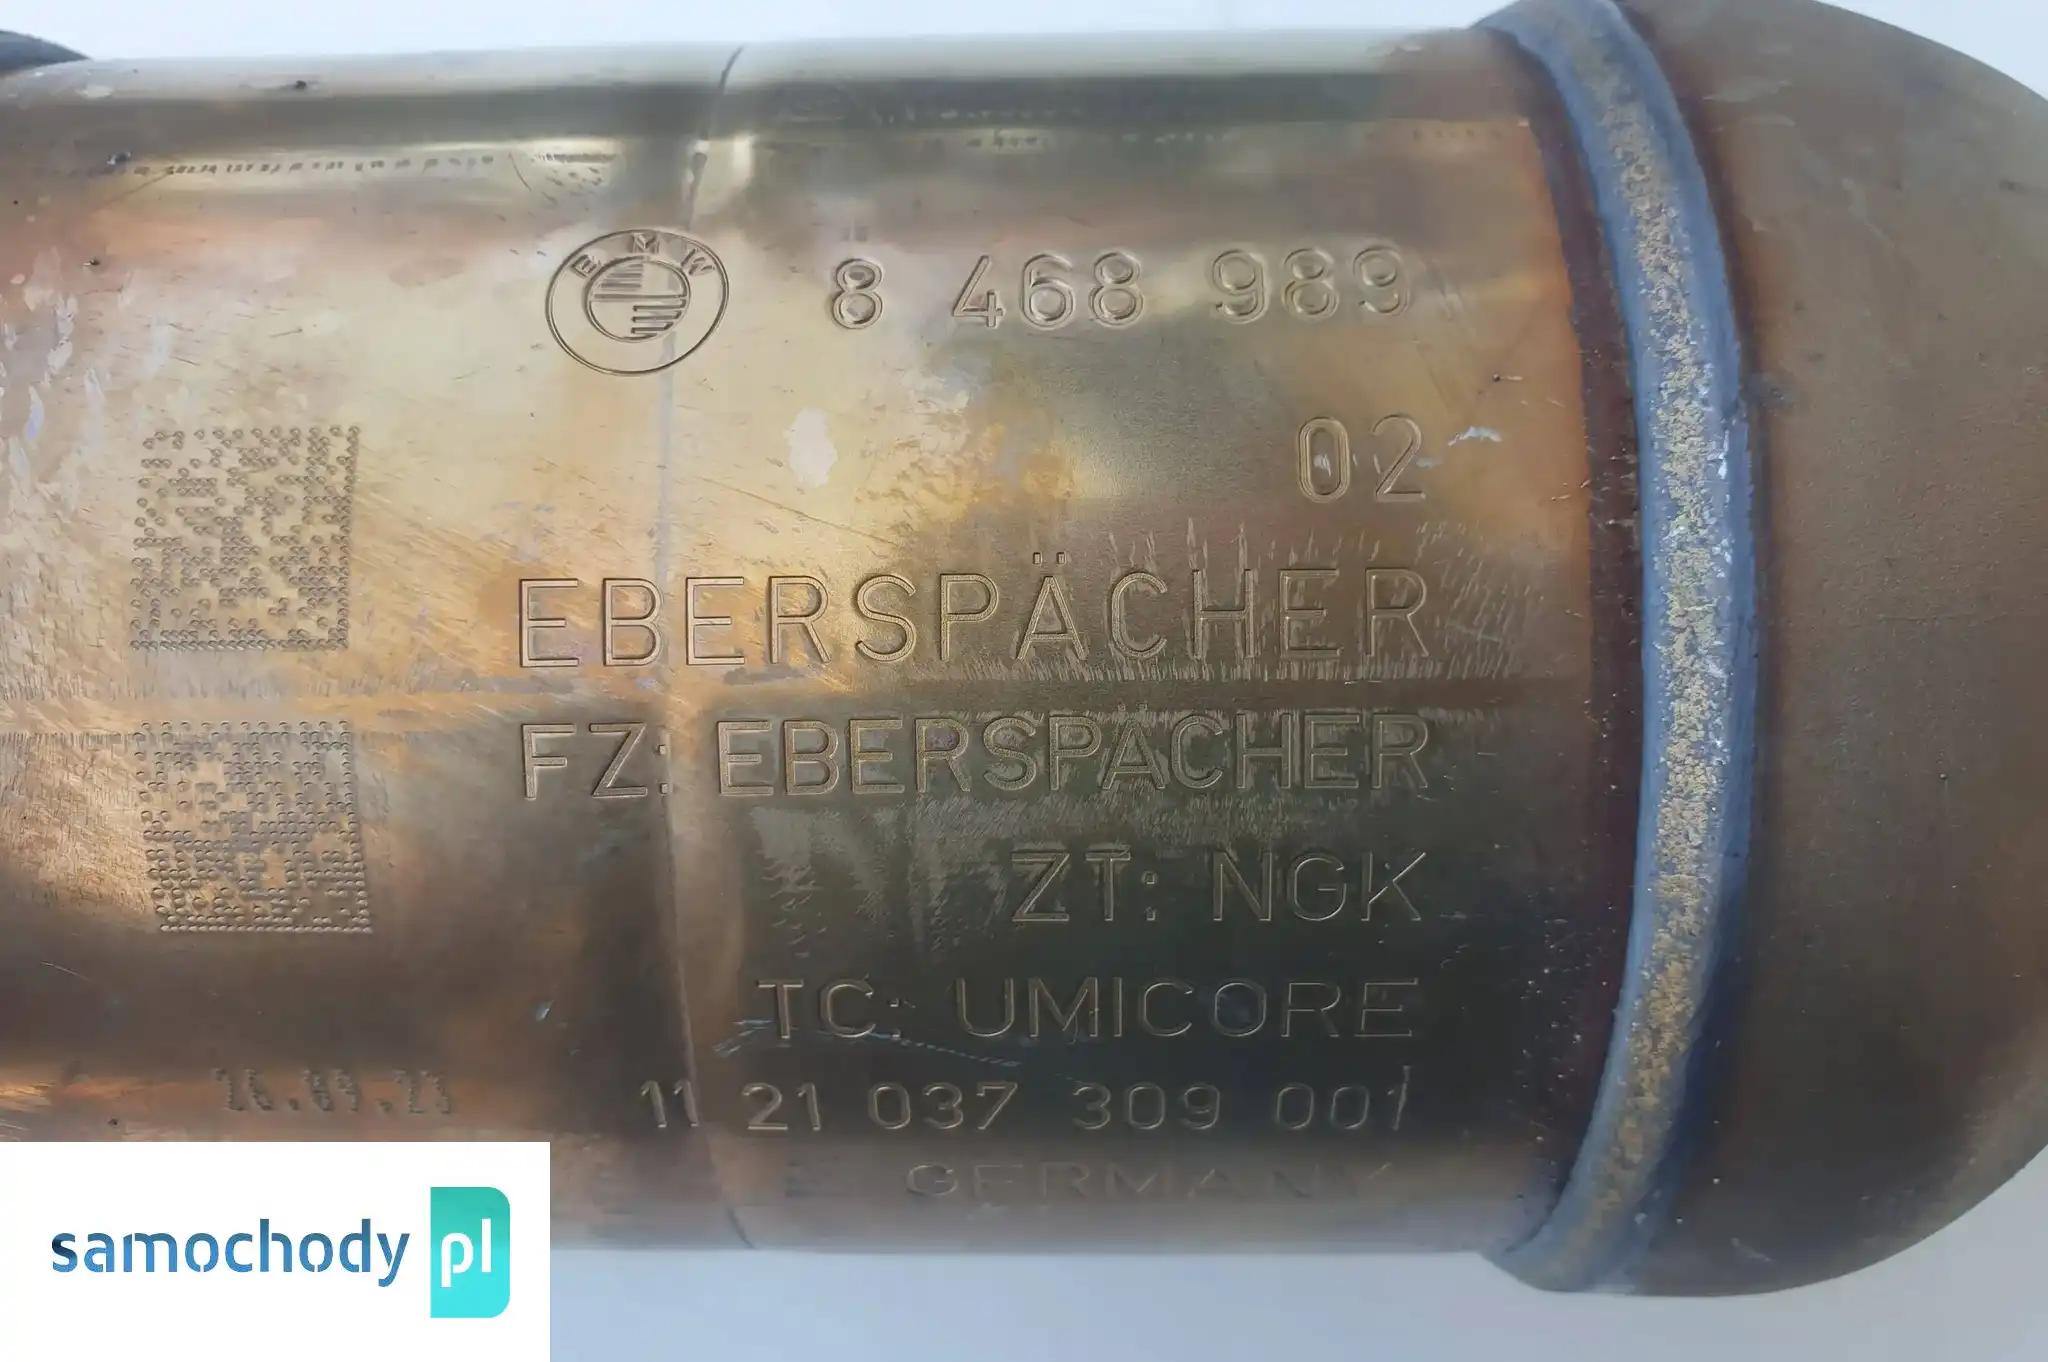 BMW 8 468 989
02
EBERSPÄCHER
FZ: EBERSPÄCHER
ZT: NGK
TC: UMICORE
11 21 037 309 001
GERMANY
samochody pl